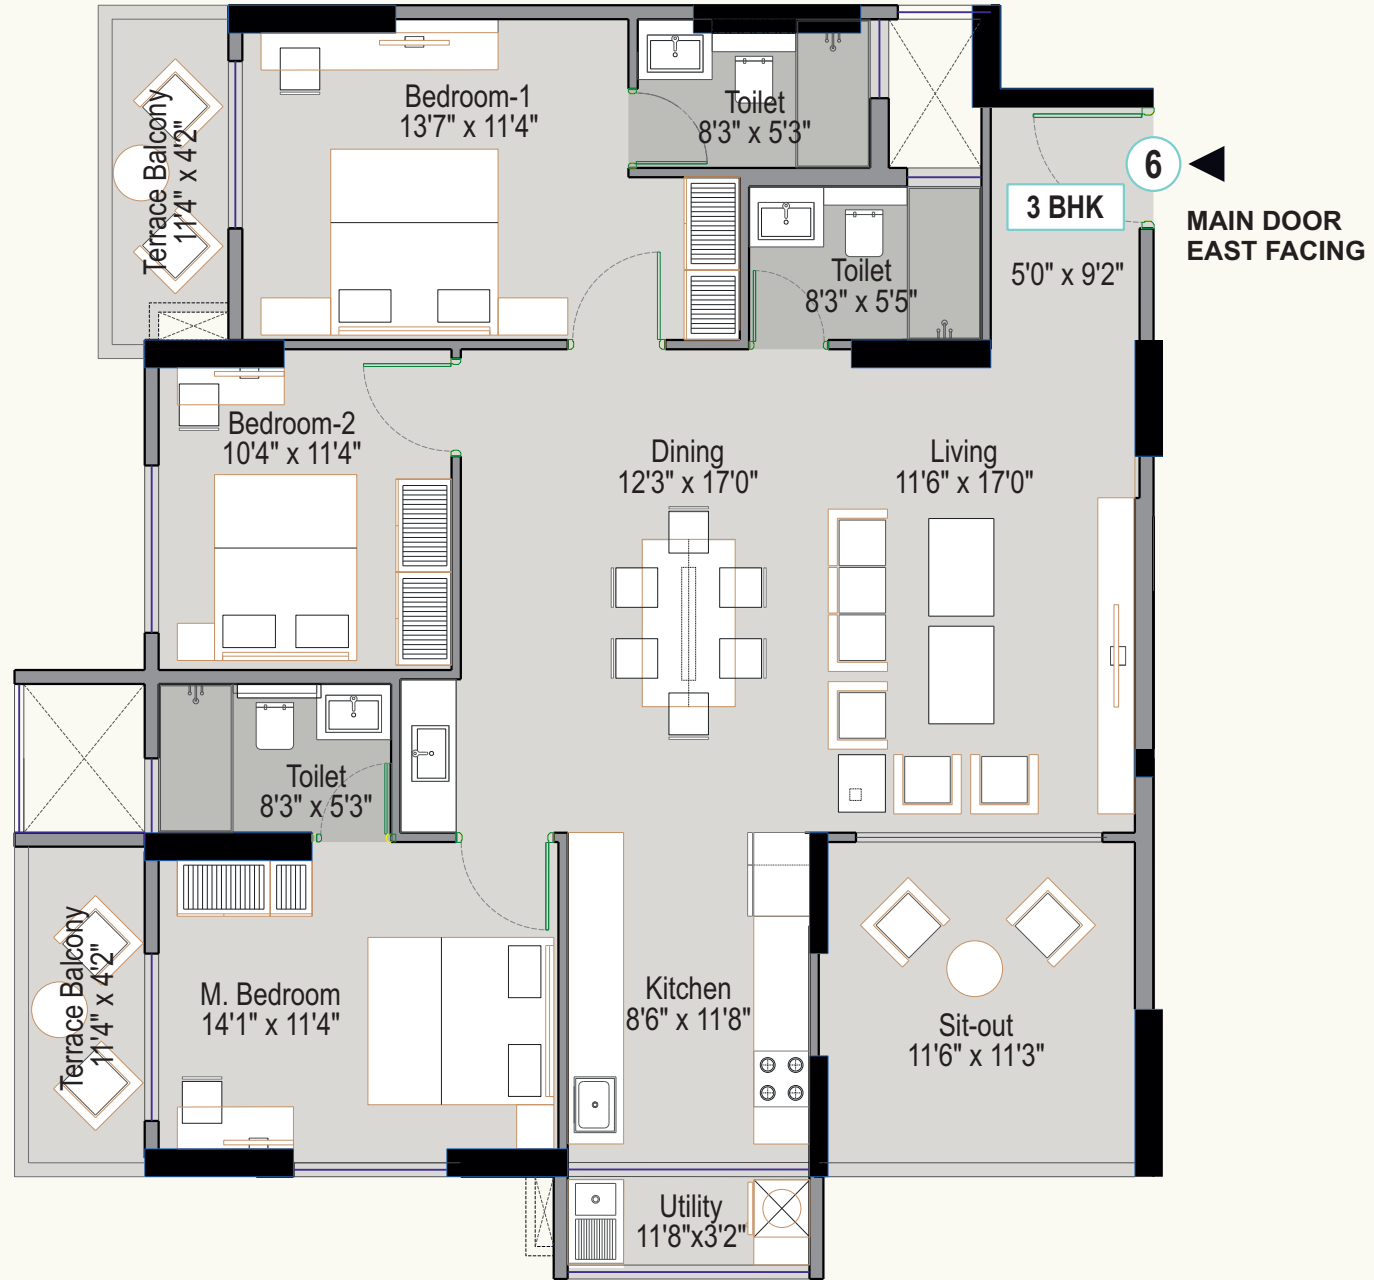 Bedroom-1
13'7" x 11'4"
Toilet
8'3" x 5'3"
Terrace Balcony
11'4" x 4'2"
6
3 BHK
MAIN DOOR
EAST FACING
5'0" x 9'2"
Toilet
8'3" x 5'5"
Bedroom-2
10'4" x 11'4"
Dining
12'3" x 17'0"
Living
11'6" x 17'0"
Toilet
8'3" x 5'3"
Terrace Balcony
11'4" x 4'2"
M. Bedroom
14'1" x 11'4"
Kitchen
8'6" x 11'8"
Sit-out
11'6" x 11'3"
Utility
11'8"x3'2"